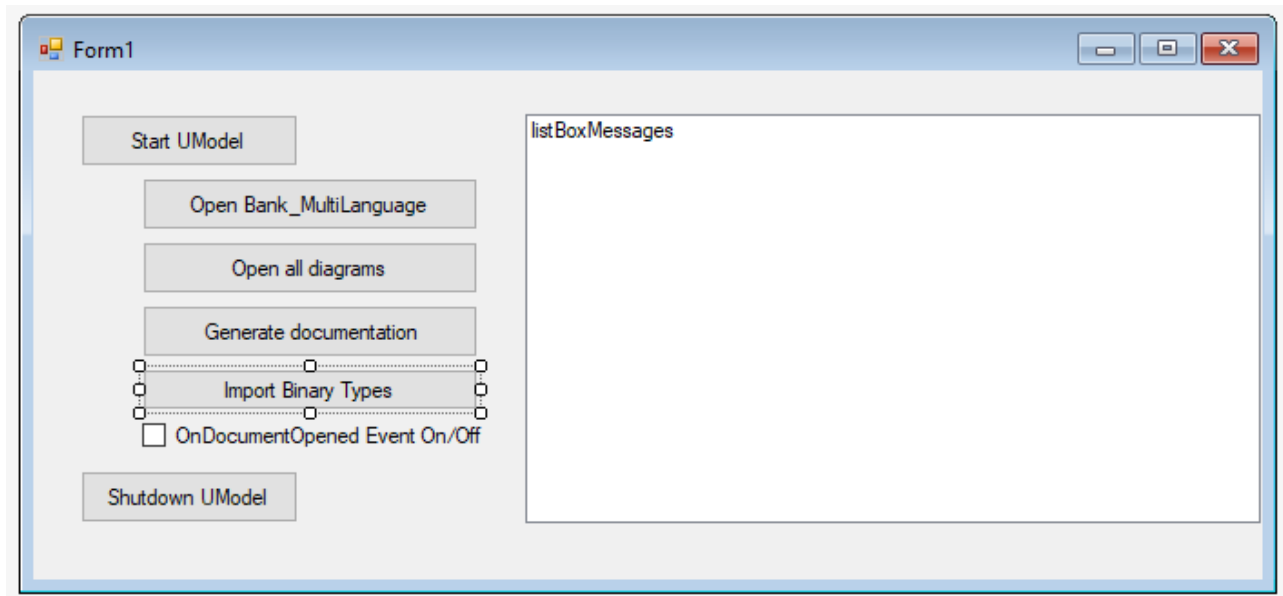 Form1
Start UModel
listBoxMessages
Open Bank_MultiLanguage
Open all diagrams
Generate documentation
Import Binary Types
OnDocumentOpened Event On/Off
Shutdown UModel